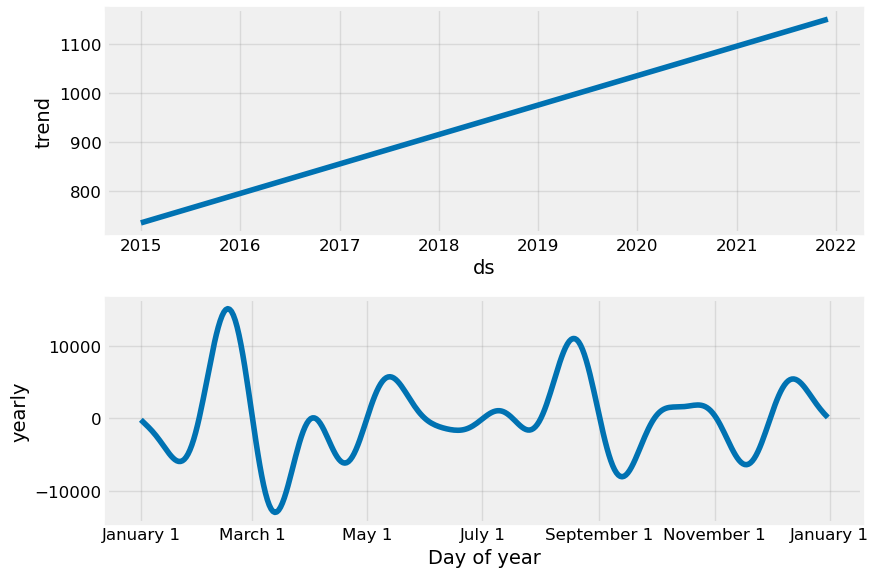 1100
1000
900
800
trend
2015 2016 2017 2018 2019 2020 2021 2022
ds
10000
0
−10000
yearly
January 1 March 1 May 1 July 1 September 1 November 1 January 1
Day of year